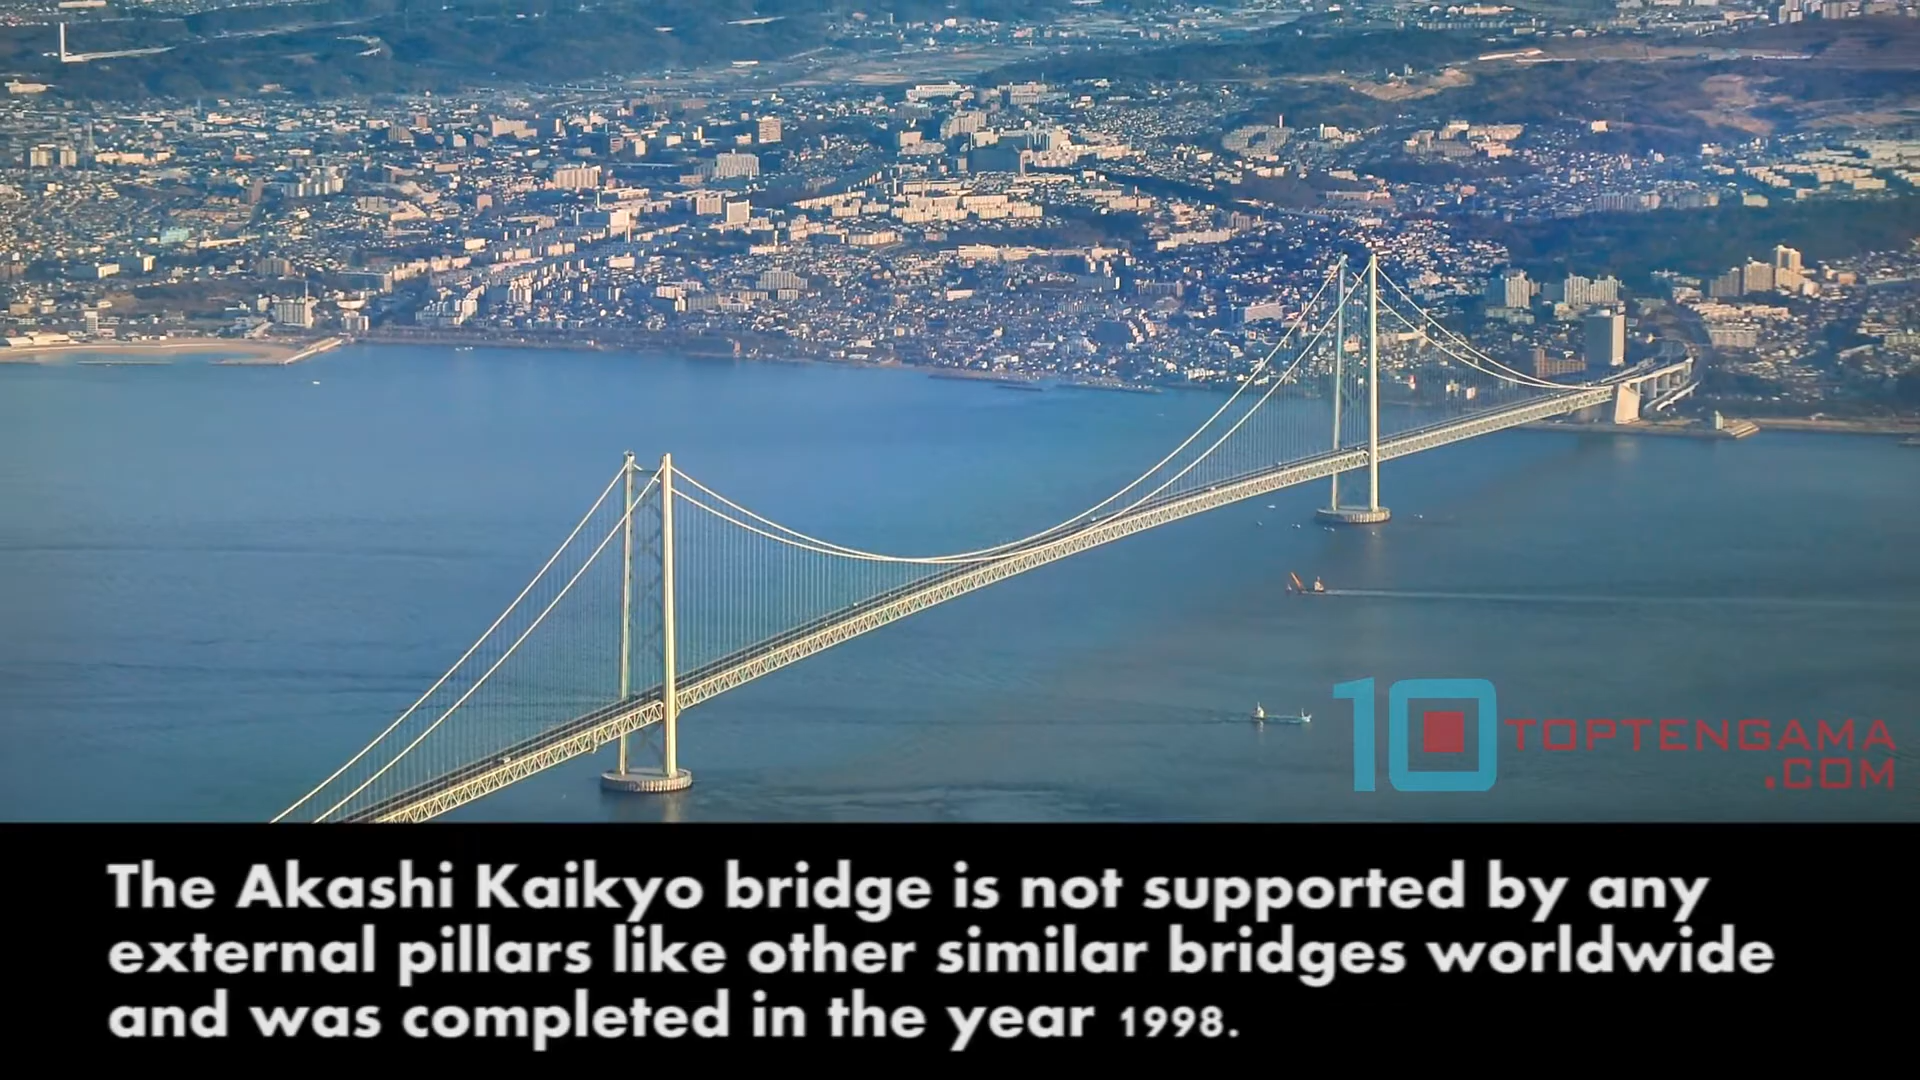 10 TOPTENGAMA
.COM
The Akashi Kaikyo bridge is not supported by any
external pillars like other similar bridges worldwide
and was completed in the year 1998.